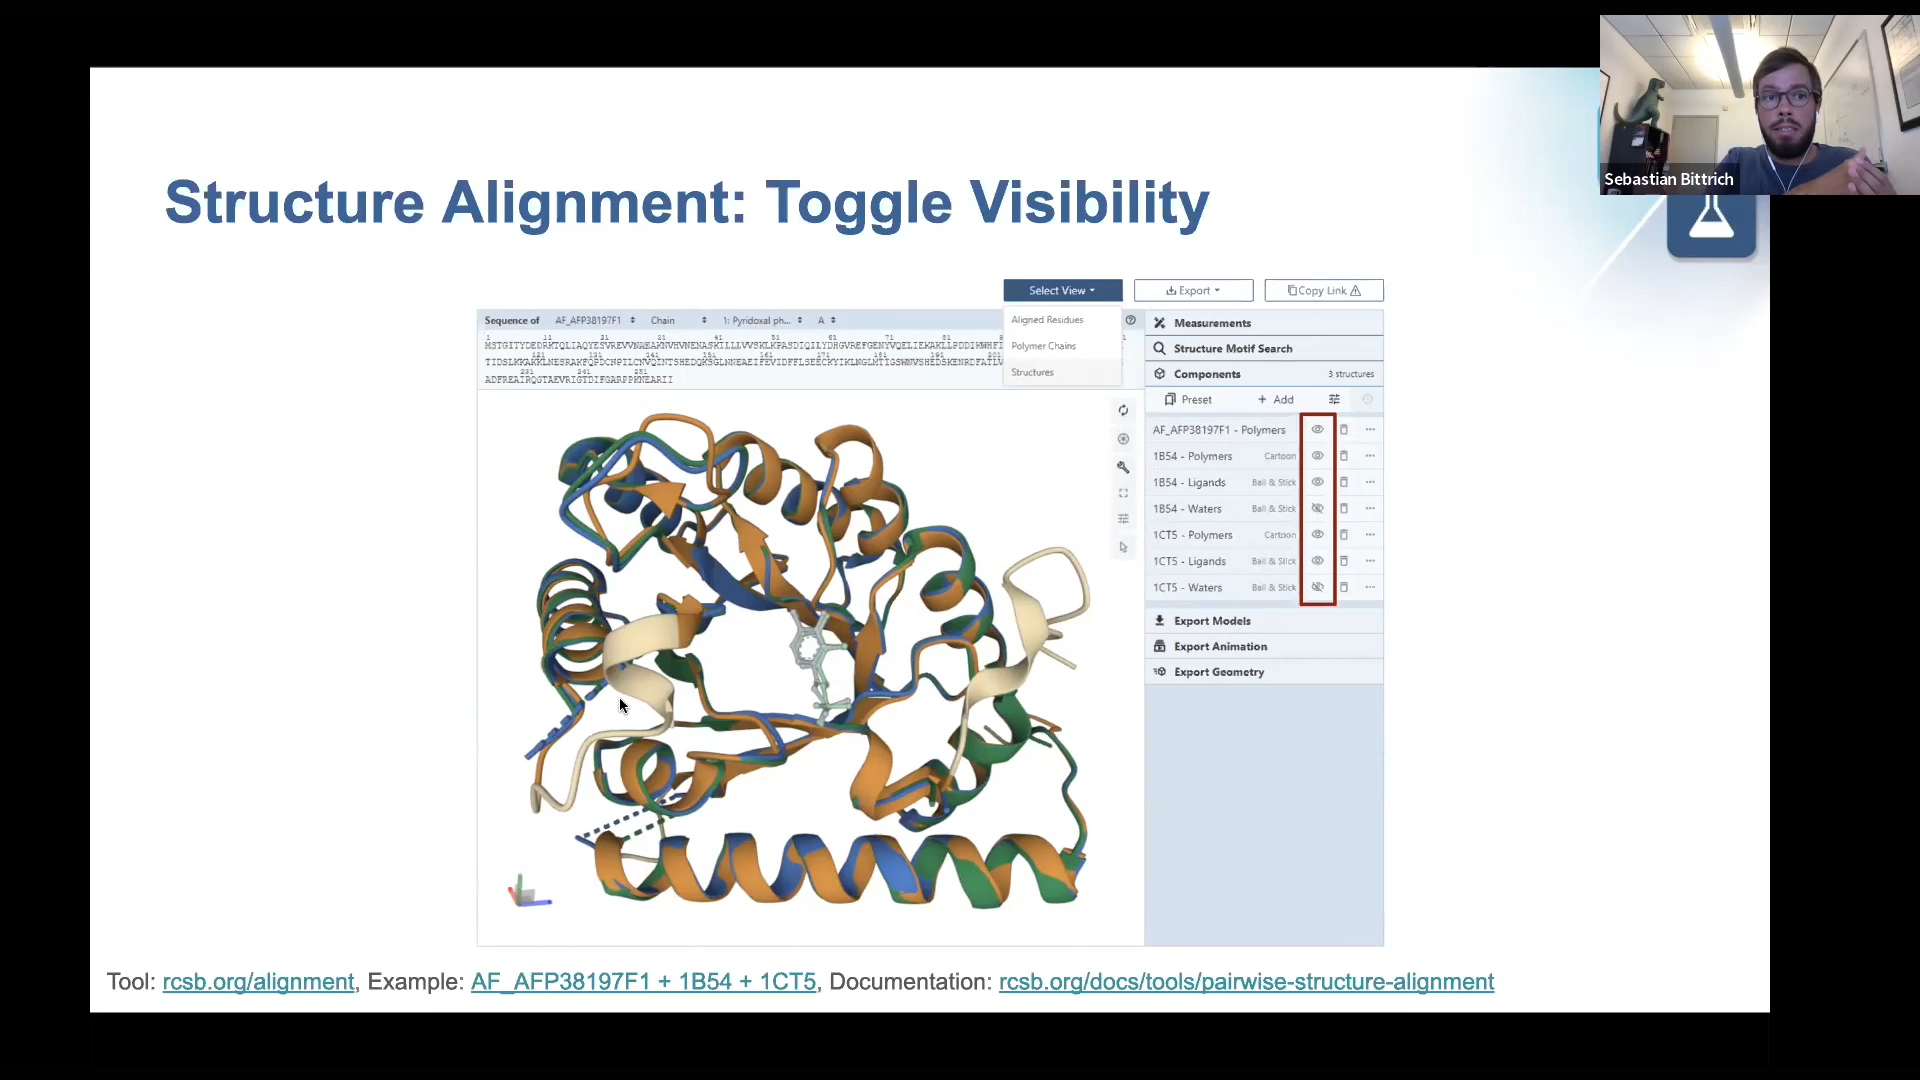 Sebastian Bittrich
Structure Alignment: Toggle Visibility
Select View
Export
Copy Link
Sequence of AF_AFP38197F1 Chain 1: Pyridoxal ph... A
Aligned Residues
Polymer Chains
Structures
Measurements
Structure Motif Search
Components 3 structures
Preset + Add
AF_AFP38197F1 - Polymers
1B54 - Polymers Cartoon
1B54 - Ligands Ball & Stick
1B54 - Waters Ball & Stick
1CT5 - Polymers Cartoon
1CT5 - Ligands Ball & Stick
1CT5 - Waters Ball & Stick
Export Models
Export Animation
Export Geometry
Tool: rcsb.org/alignment, Example: AF_AFP38197F1 + 1B54 + 1CT5, Documentation: rcsb.org/docs/tools/pairwise-structure-alignment